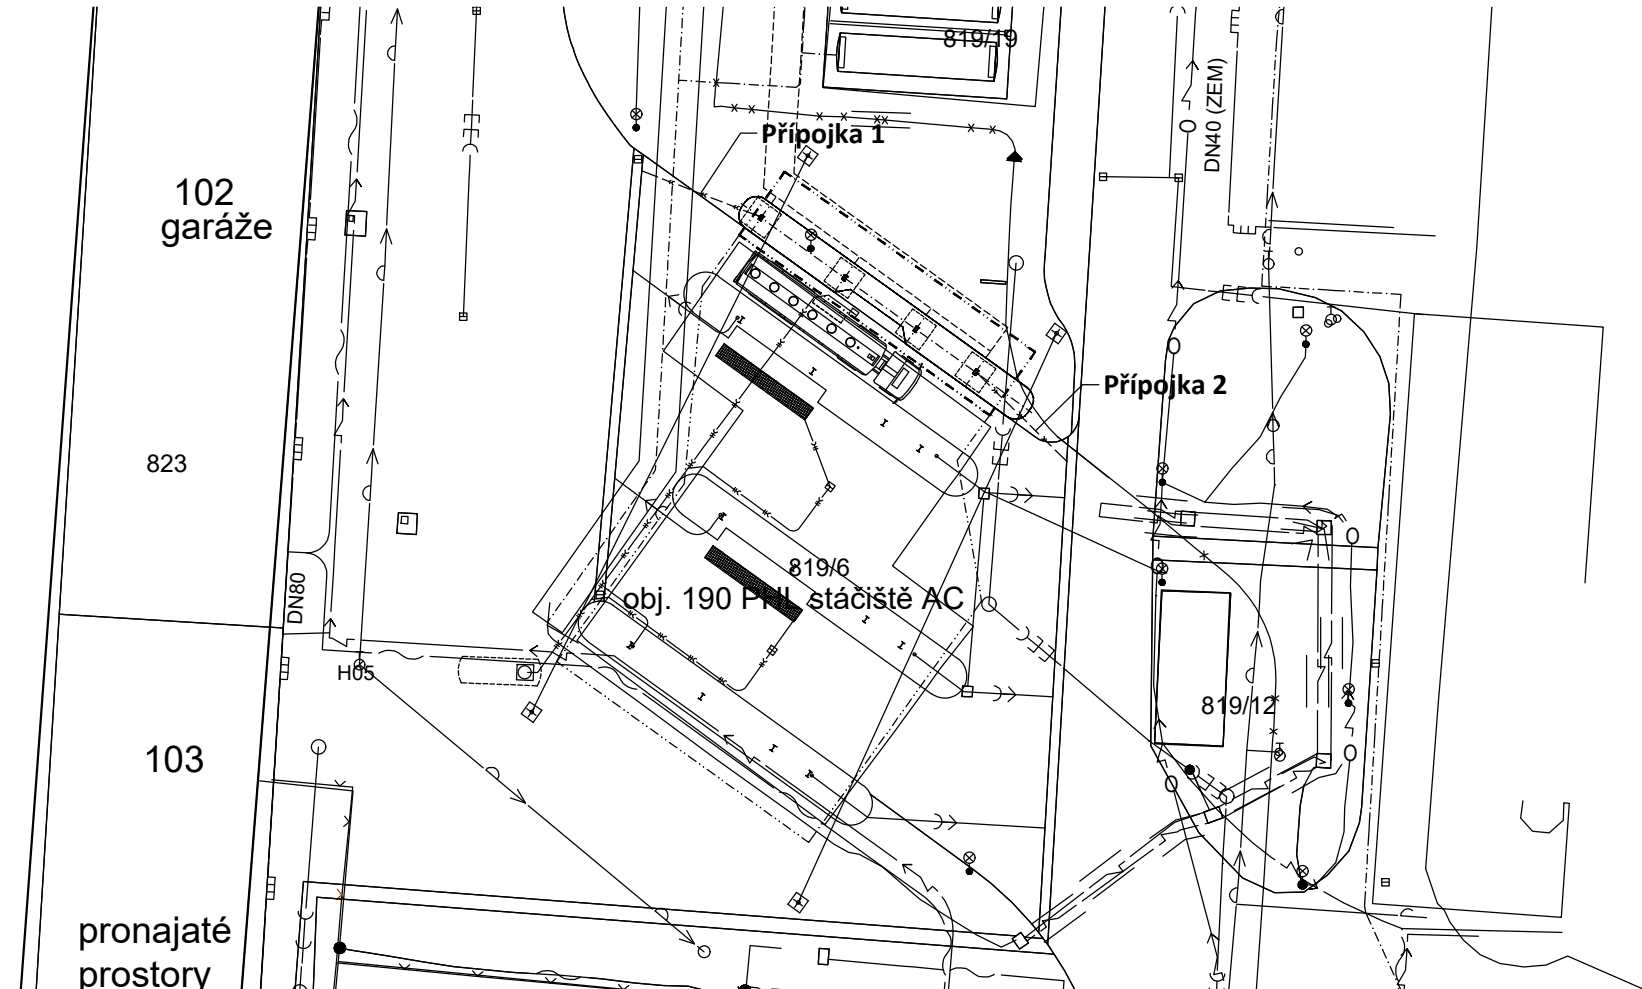 819/19
Přípojka 1
DN40 (ZEM)
102
garáže
Přípojka 2
823
819/6
obj. 190 PHL stáčiště AC
DN80
H05
819/12
103
pronajaté
prostory